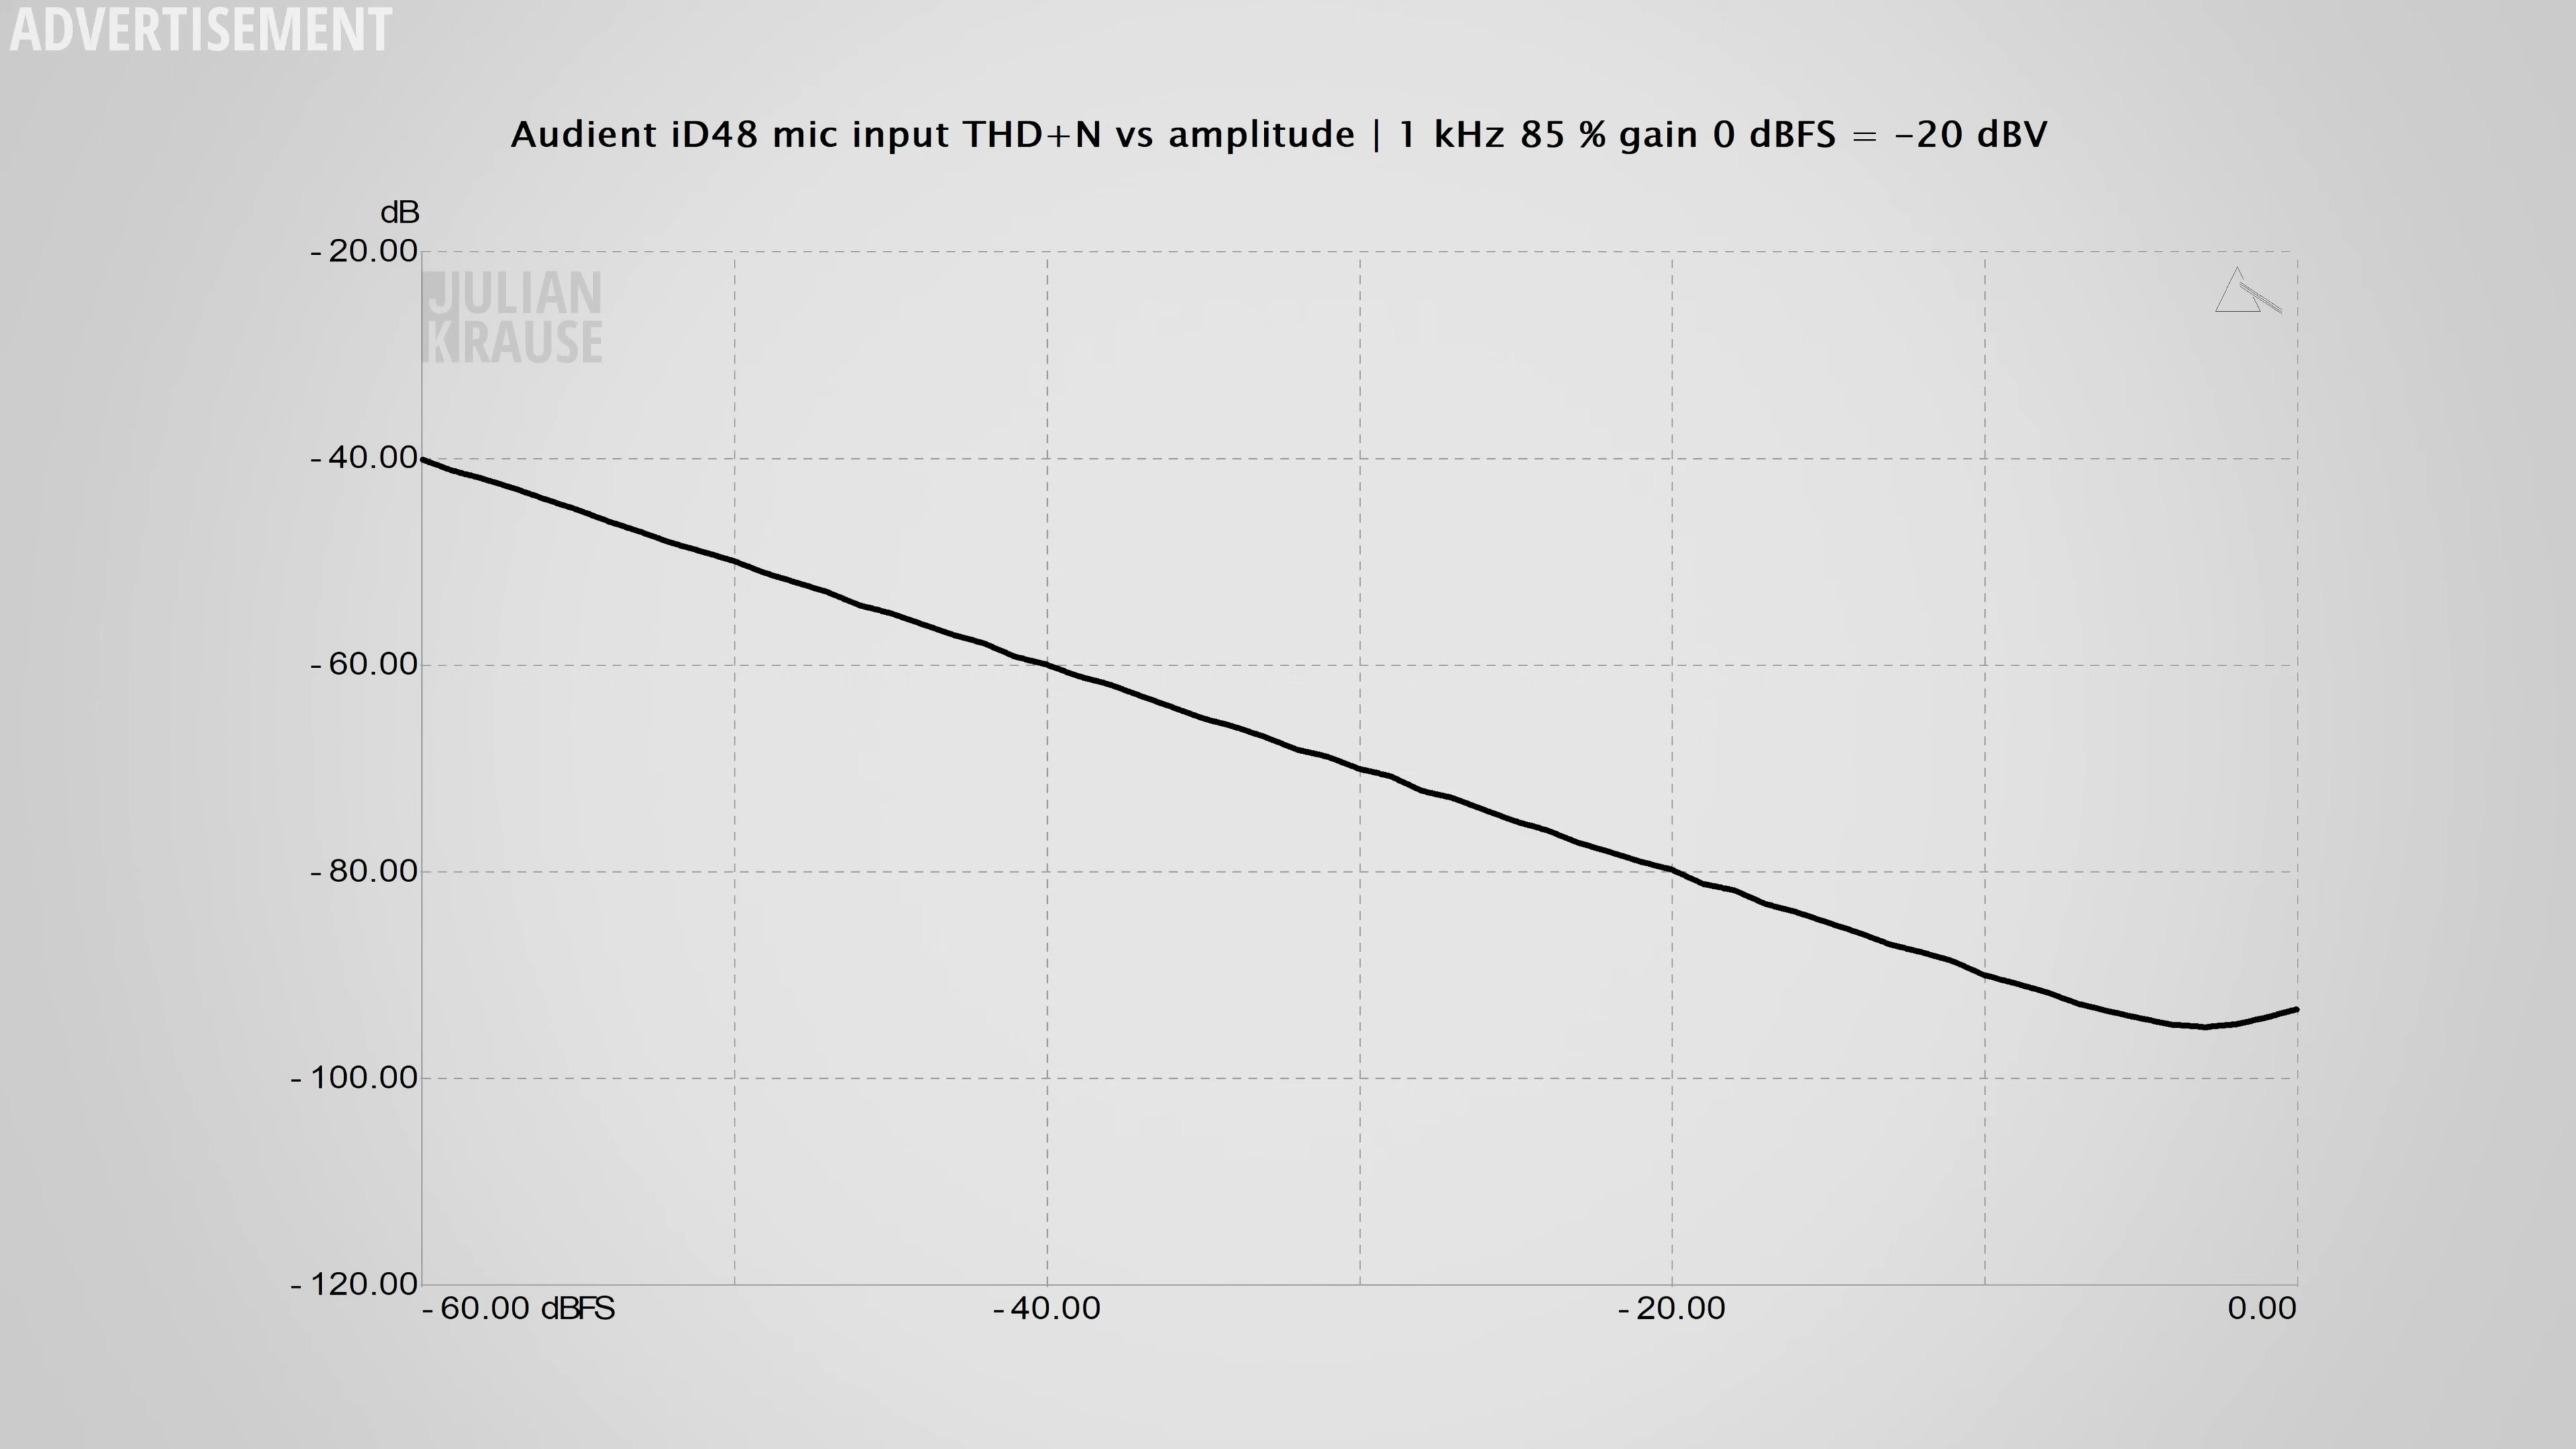 ADVERTISEMENT
Audient iD48 mic input THD+N vs amplitude | 1 kHz 85 % gain 0 dBFS = -20 dBV
dB
-20.00
JULIAN
KRAUSE
-40.00
-60.00
-80.00
-100.00
-120.00
-60.00 dBFS -40.00 -20.00 0.00